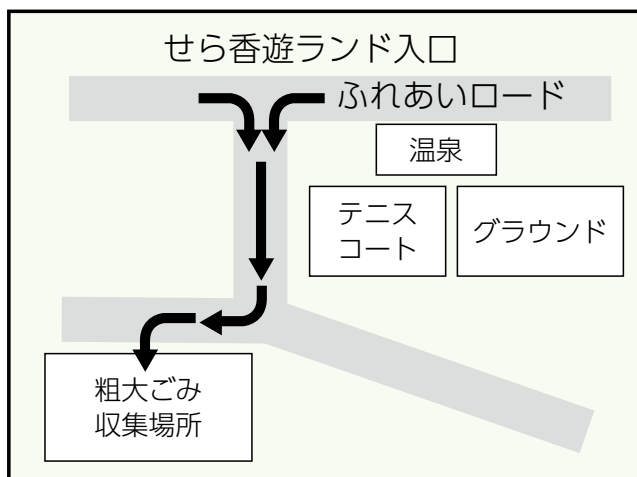 せら香遊ランド入口
ふれあいロード
温泉
テニス
コート
グラウンド
粗大ごみ
収集場所